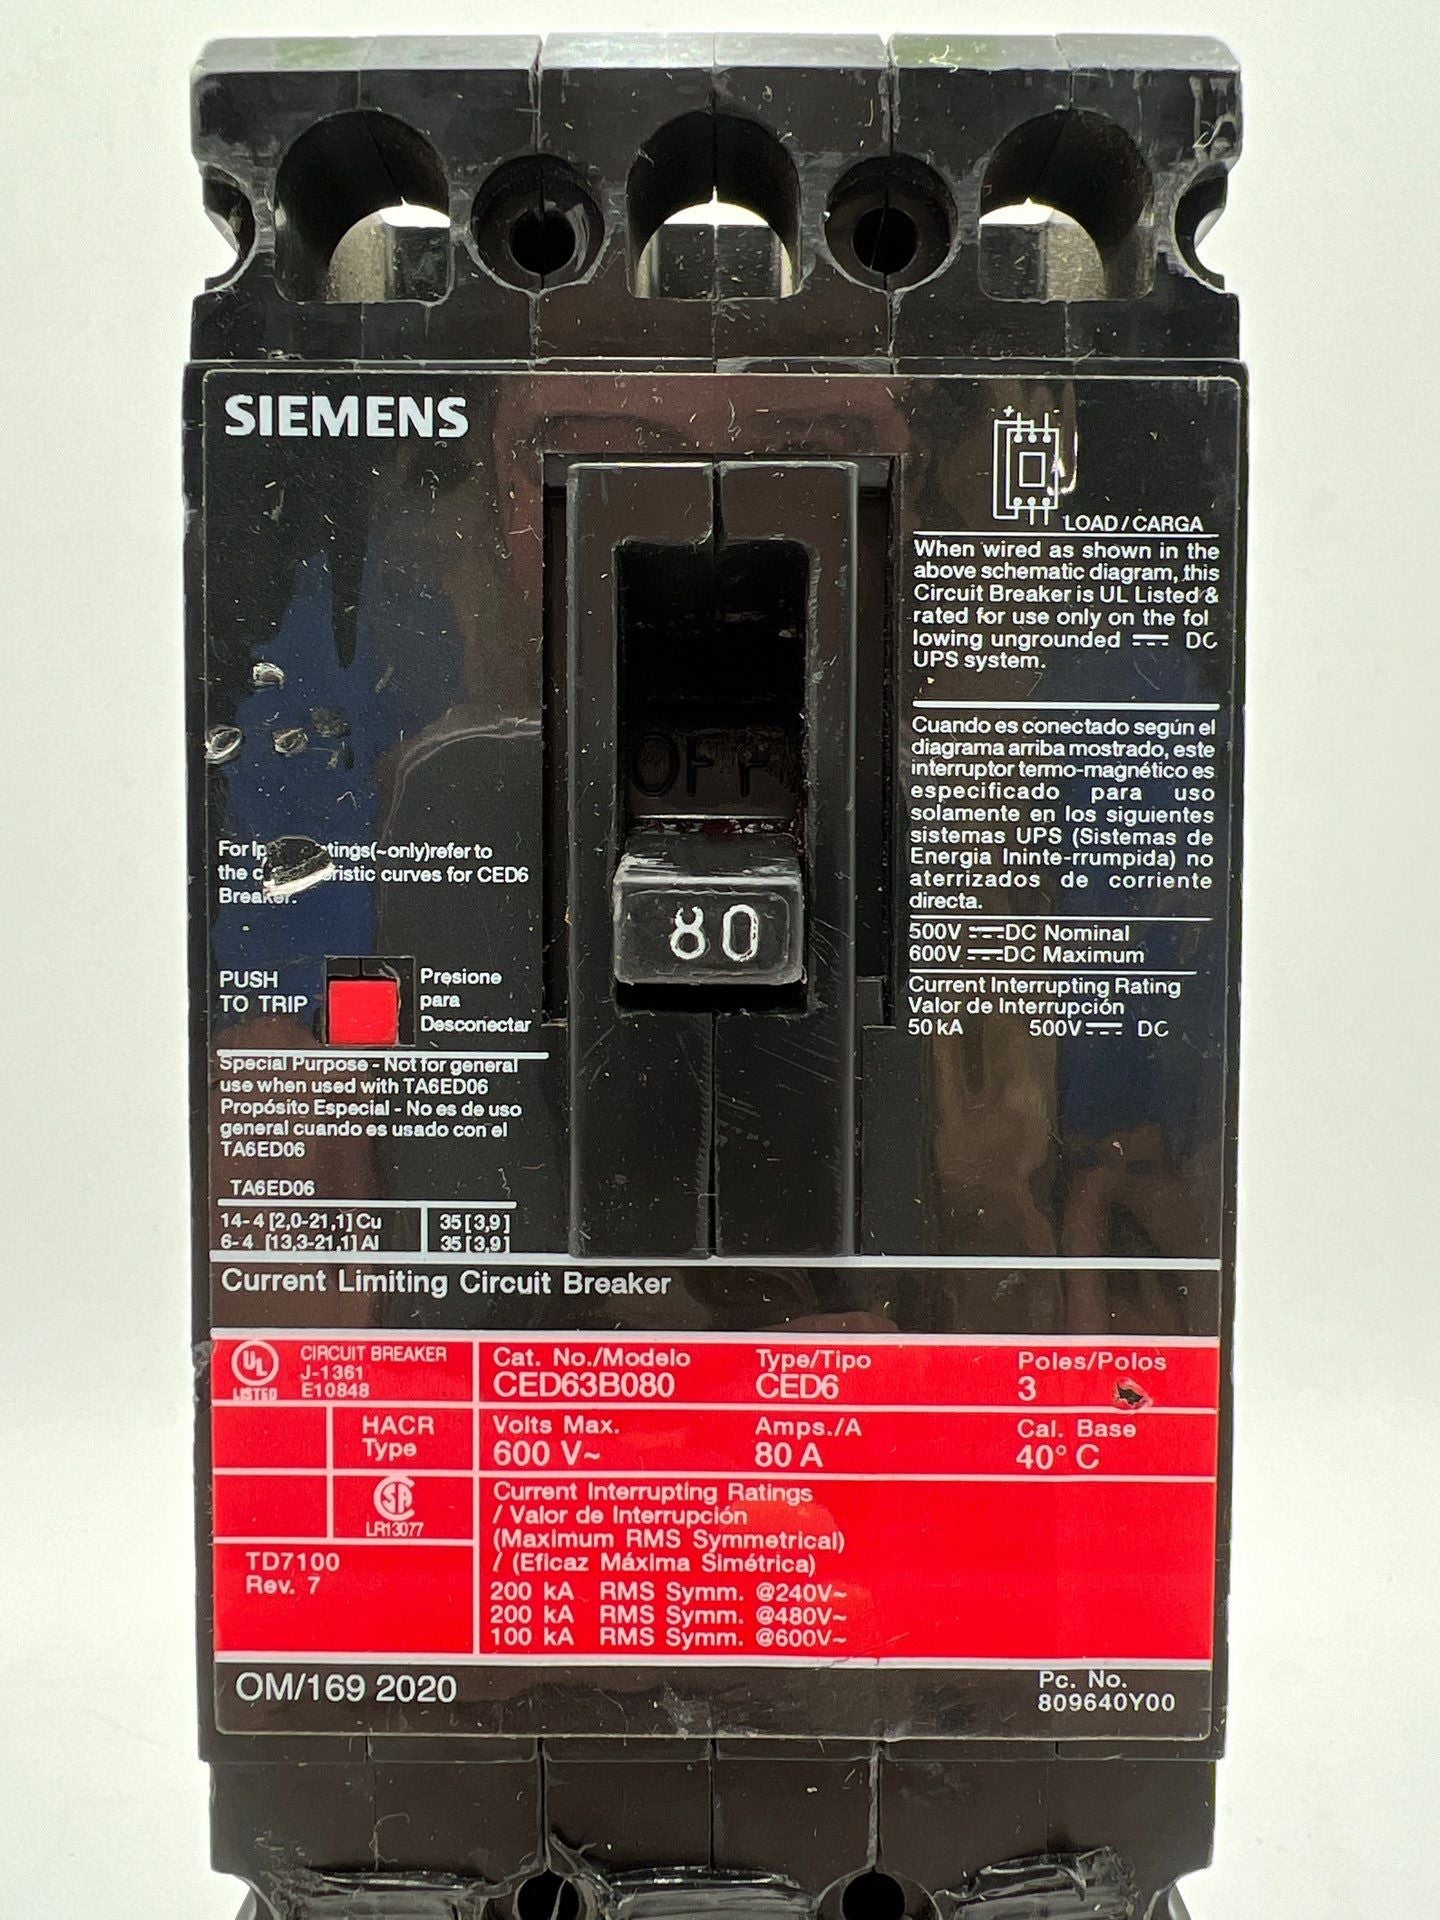 SIEMENS
LOAD/CARGA
When wired as shown in the
above schematic diagram, this
Circuit Breaker is UL Listed &
rated for use only on the fol
lowing ungrounded DC
UPS system.
Cuando es conectado según el
diagrama arriba mostrado, este
interruptor termo-magnético es
especificado para uso
solamente en los siguientes
sistemas UPS (Sistemas de
Energia Ininte-rrumpida) no
aterrizados de corriente
directa.
500V DC Nominal
600V DC Maximum
Current Interrupting Rating
Valor de Interrupción
50 kA 500V DC
OFF
80
(~only)refer to
the curves for CED6
Breaker.
PUSH
TO TRIP
Presione
para
Desconectar
Special Purpose - Not for general
use when used with TA6ED06
Propósito Especial - No es de uso
general cuando es usado con el
TA6ED06
TA6ED06
14-4 [2,0-21,1] Cu 35 [3,9]
6-4 [13,3-21,1] Al 35 [3,9]
Current Limiting Circuit Breaker
UL
LISTED
CIRCUIT BREAKER
J-1361
E10848
Cat. No./Modelo
CED63B080
Type/Tipo
CED6
Poles/Polos
3
HACR
Type
Volts Max.
600 V~
Amps./A
80 A
Cal. Base
40° C
SA
LR13077
TD7100
Rev. 7
Current Interrupting Ratings
/ Valor de Interrupción
(Maximum RMS Symmetrical)
/ (Eficaz Máxima Simétrica)
200 kA RMS Symm. @240V~
200 kA RMS Symm. @480V~
100 kA RMS Symm. @600V~
OM/169 2020
Pc. No.
809640Y00